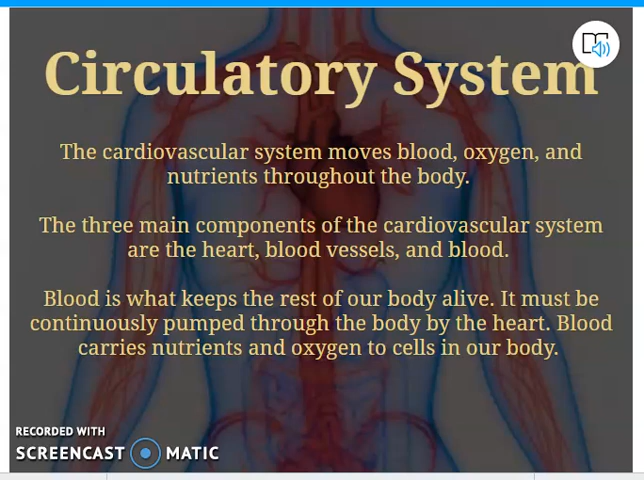 Circulatory System
The cardiovascular system moves blood, oxygen, and
nutrients throughout the body.
The three main components of the cardiovascular system
are the heart, blood vessels, and blood.
Blood is what keeps the rest of our body alive. It must be
continuously pumped through the body by the heart. Blood
carries nutrients and oxygen to cells in our body.
RECORDED WITH
SCREENCAST MATIC